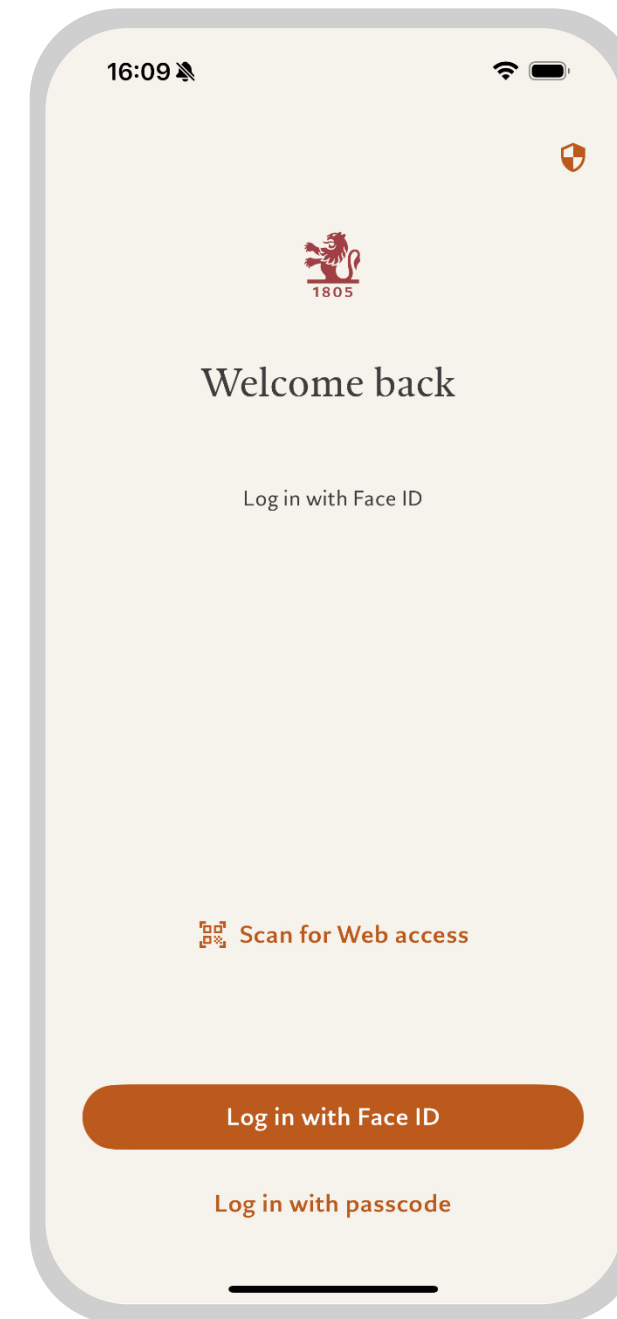 16:09
1805
Welcome back
Log in with Face ID
Scan for Web access
Log in with Face ID
Log in with passcode